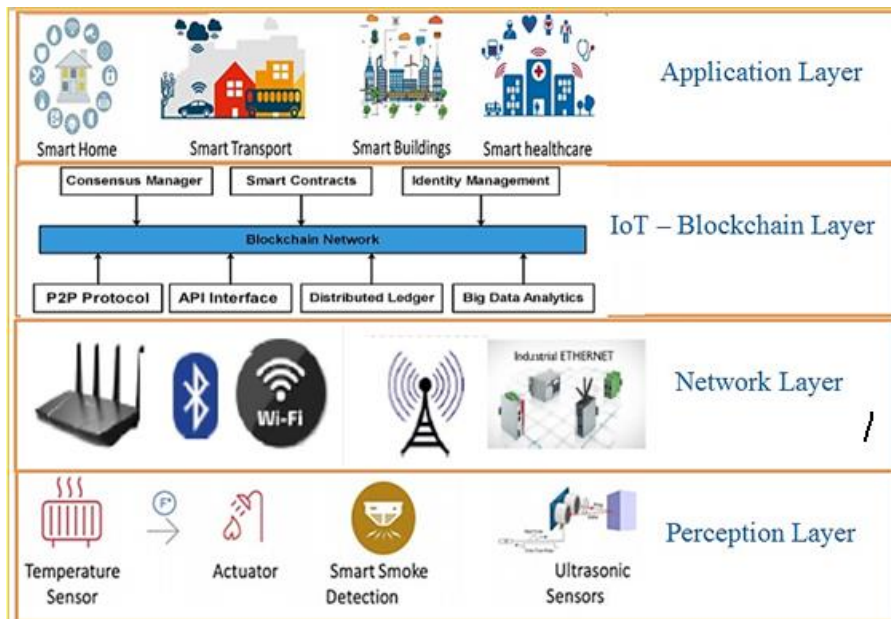 Application Layer
Smart Home
Smart Transport
Smart Buildings
Smart healthcare
Consensus Manager
Smart Contracts
Identity Management
IoT – Blockchain Layer
Blockchain Network
P2P Protocol
API Interface
Distributed Ledger
Big Data Analytics
Industrial ETHERNET
Wi-Fi
Network Layer
/
F°
Perception Layer
Temperature
Sensor
Actuator
Smart Smoke
Detection
Ultrasonic
Sensors